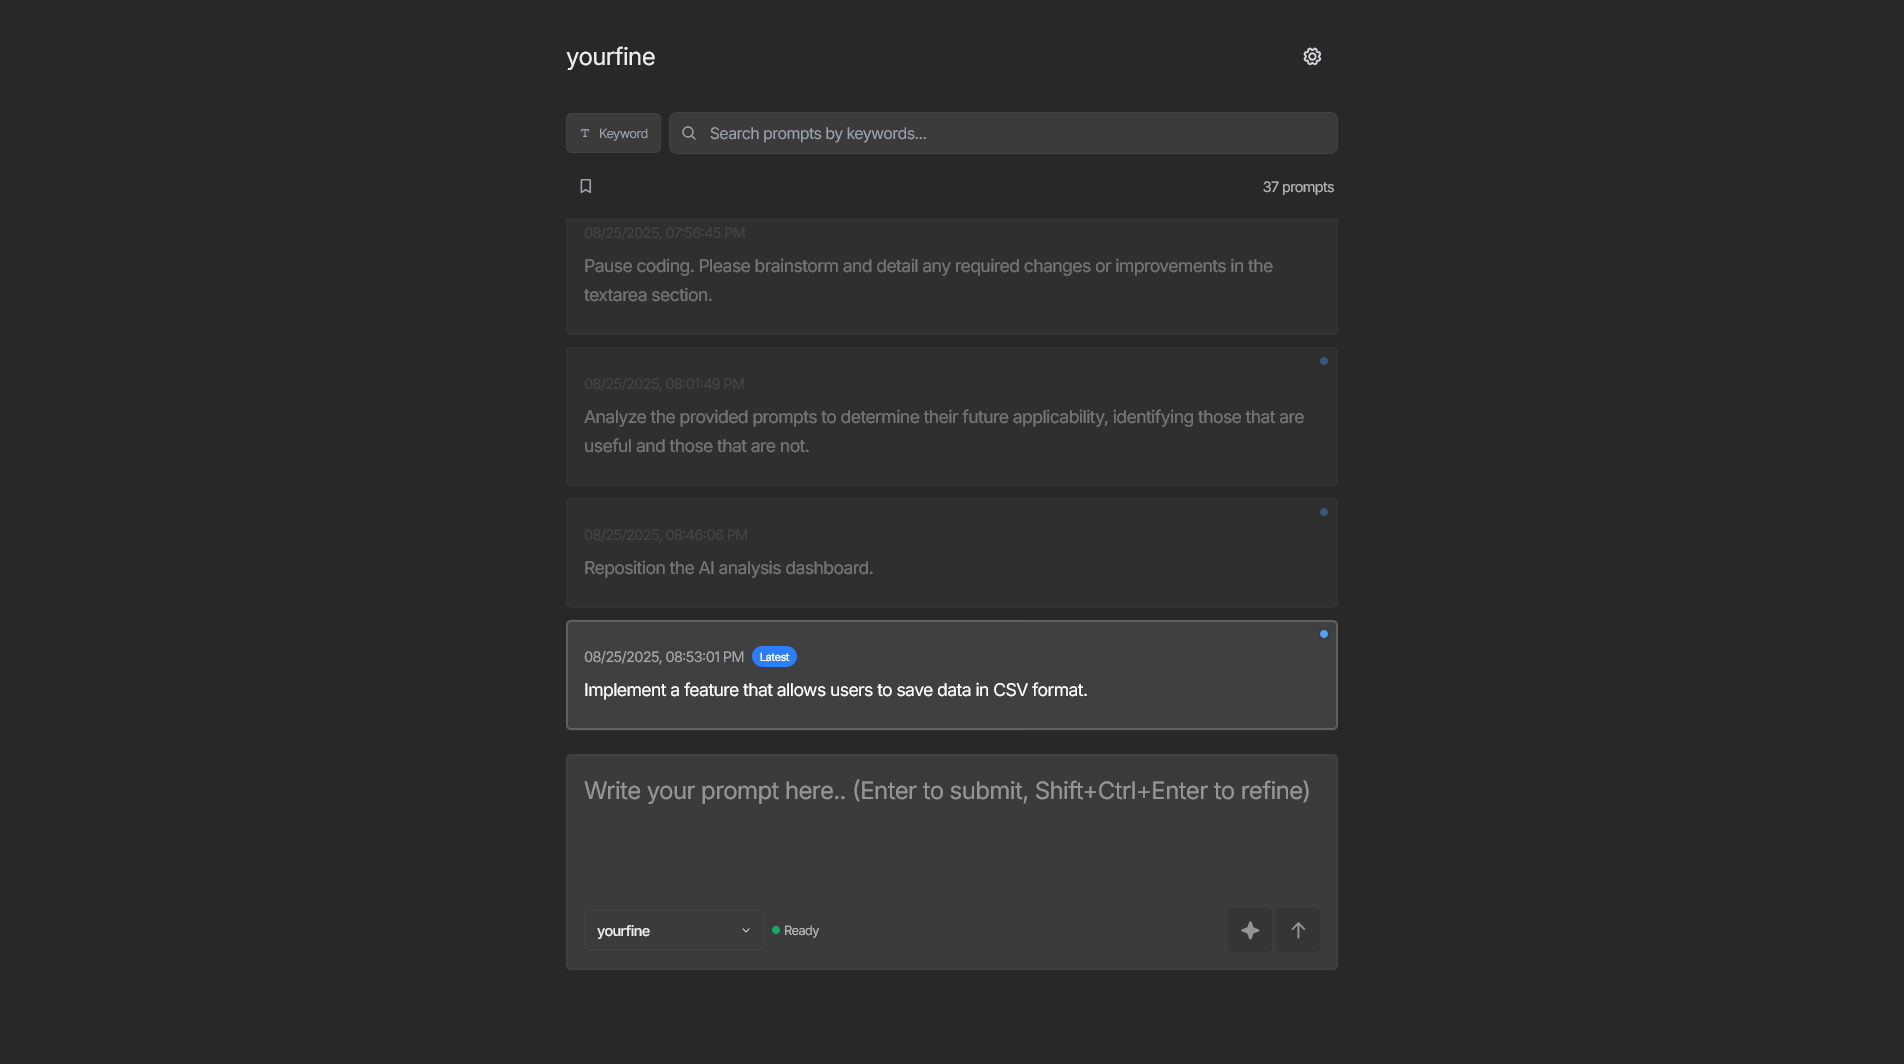 yourfine
Keyword
Search prompts by keywords...
37 prompts
08/25/2025, 07:56:45 PM
Pause coding. Please brainstorm and detail any required changes or improvements in the
textarea section.
08/25/2025, 08:01:49 PM
Analyze the provided prompts to determine their future applicability, identifying those that are
useful and those that are not.
08/25/2025, 08:46:06 PM
Reposition the AI analysis dashboard.
08/25/2025, 08:53:01 PM Latest
Implement a feature that allows users to save data in CSV format.
Write your prompt here.. (Enter to submit, Shift+Ctrl+Enter to refine)
yourfine
Ready